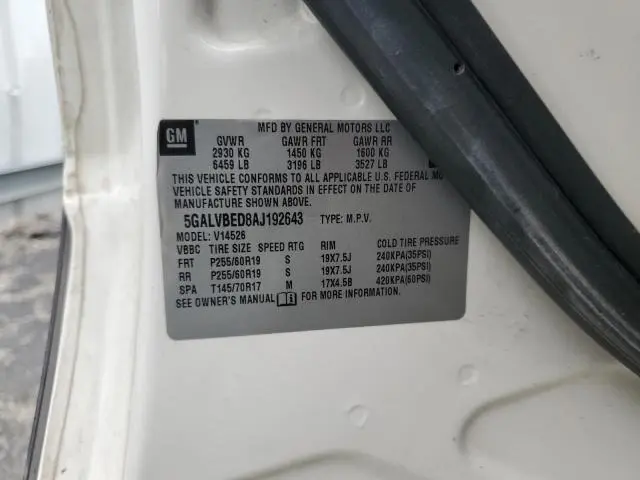 MFD BY GENERAL MOTORS LLC
GM
GVWR GAWR FRT GAWR RR
2930 KG 1450 KG 1600 KG
6459 LB 3196 LB 3527 LB
THIS VEHICLE CONFORMS TO ALL APPLICABLE U.S. FEDERAL MO
VEHICLE SAFETY STANDARDS IN EFFECT ON THE DATE O
MANUFACTURE SHOWN ABOVE.
5GALVBED8AJ192643 TYPE: M.P.V.
MODEL: V14526
VBBC TIRE SIZE SPEED RTG RIM COLD TIRE PRESSURE
FRT P255/60R19 S 19X7.5J 240KPA(35PSI)
RR P255/60R19 S 19X7.5J 240KPA(35PSI)
SPA T145/70R17 M 17X4.5B 420KPA(60PSI)
SEE OWNER'S MANUAL i FOR MORE INFORMATION.